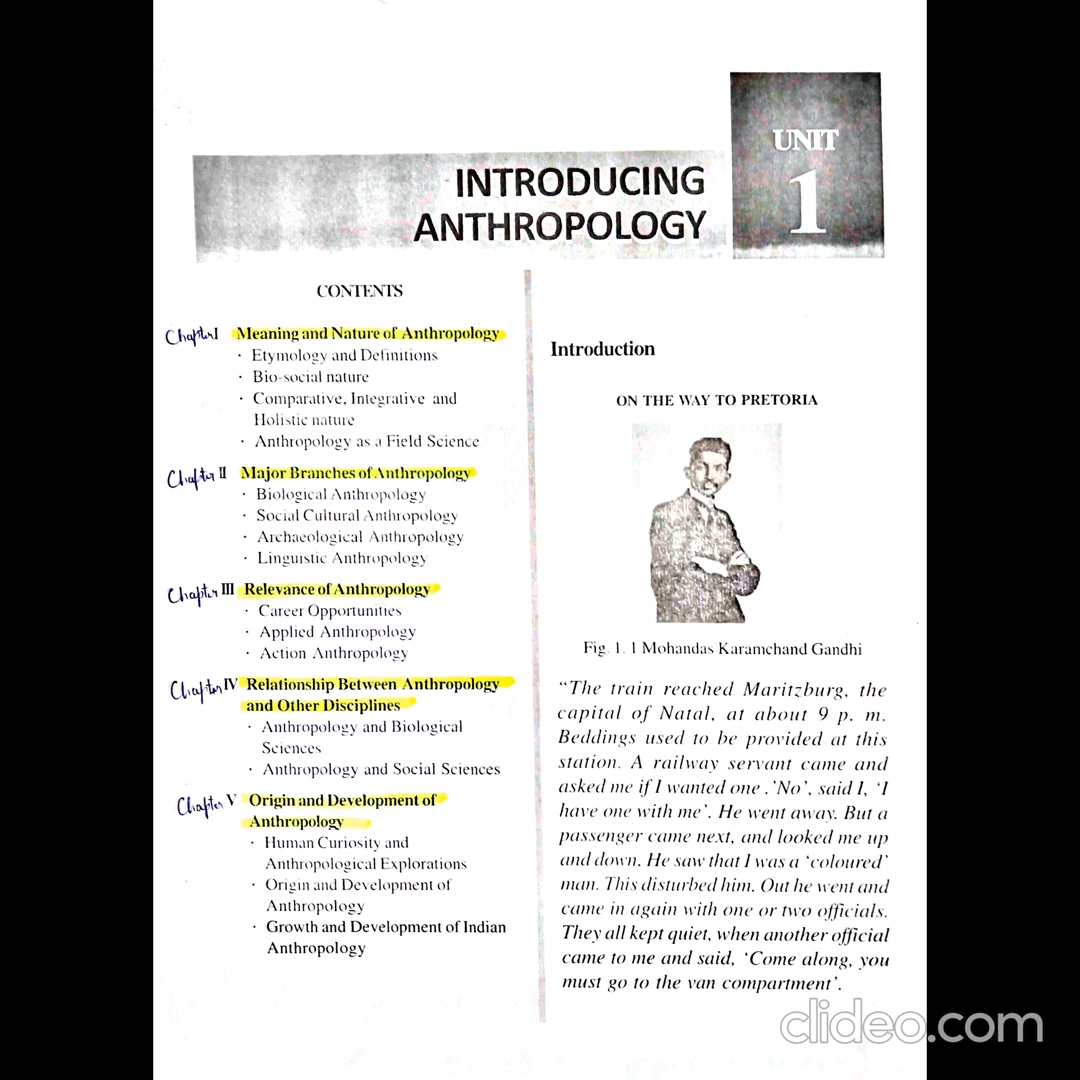 UNIT
1
INTRODUCING
ANTHROPOLOGY
CONTENTS
Chapter I Meaning and Nature of Anthropology
· Etymology and Definitions
· Bio-social nature
· Comparative, Integrative and
Holistic nature
· Anthropology as a Field Science
Chapter II Major Branches of Anthropology
· Biological Anthropology
· Social Cultural Anthropology
· Archaeological Anthropology
· Linguistic Anthropology
Chapter III Relevance of Anthropology
· Career Opportunities
· Applied Anthropology
· Action Anthropology
Chapter IV Relationship Between Anthropology
and Other Disciplines
· Anthropology and Biological
Sciences
· Anthropology and Social Sciences
Chapter V Origin and Development of
Anthropology
· Human Curiosity and
Anthropological Explorations
· Origin and Development of
Anthropology
· Growth and Development of Indian
Anthropology
Introduction
ON THE WAY TO PRETORIA
Fig. 1. 1 Mohandas Karamchand Gandhi
“The train reached Maritzburg, the
capital of Natal, at about 9 p. m.
Beddings used to be provided at this
station. A railway servant came and
asked me if I wanted one .’No’, said I, ‘I
have one with me’. He went away. But a
passenger came next, and looked me up
and down. He saw that I was a ‘coloured’
man. This disturbed him. Out he went and
came in again with one or two officials.
They all kept quiet, when another official
came to me and said, ‘Come along, you
must go to the van compartment’.
clideo.com